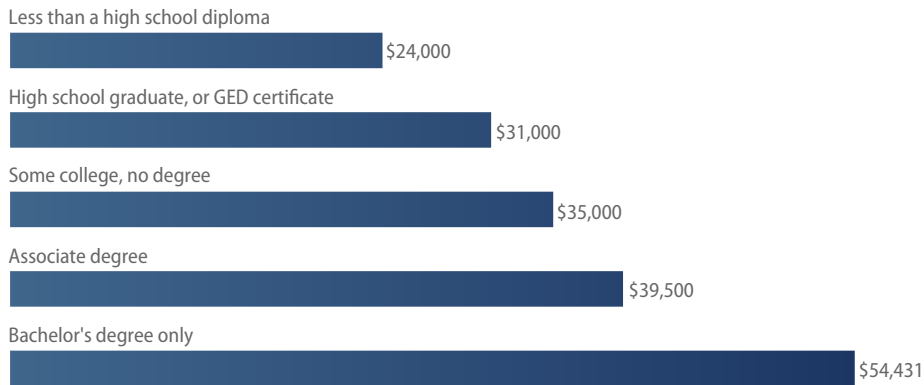 Less than a high school diploma
$24,000
High school graduate, or GED certificate
$31,000
Some college, no degree
$35,000
Associate degree
$39,500
Bachelor's degree only
$54,431